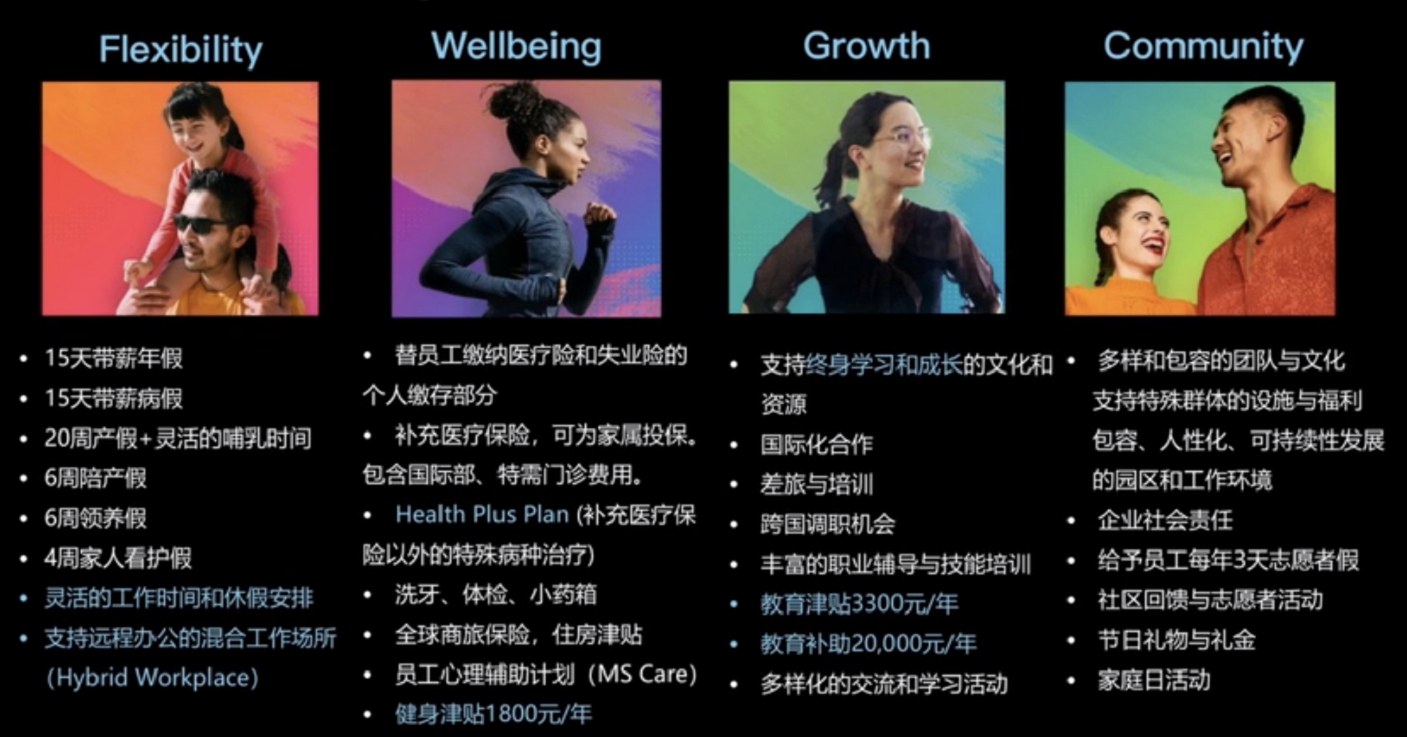 Flexibility
15天带薪年假
15天带薪病假
20周产假+灵活的哺乳时间
6周陪产假
6周领养假
4周家人看护假
灵活的工作时间和休假安排
支持远程办公的混合工作场所
（Hybrid Workplace）
Wellbeing
替员工缴纳医疗险和失业险的
个人缴存部分
补充医疗保险，可为家属投保。
包含国际部、特需门诊费用。
Health Plus Plan (补充医疗保
险以外的特殊病种治疗)
洗牙、体检、小药箱
全球商旅保险，住房津贴
员工心理辅助计划（MS Care）
健身津贴1800元/年
Growth
支持终身学习和成长的文化和
资源
国际化合作
差旅与培训
跨国调职机会
丰富的职业辅导与技能培训
教育津贴3300元/年
教育补助20,000元/年
多样化的交流和学习活动
Community
多样和包容的团队与文化
支持特殊群体的设施与福利
包容、人性化、可持续性发展
的园区和工作环境
企业社会责任
给予员工每年3天志愿者假
社区回馈与志愿者活动
节日礼物与礼金
家庭日活动